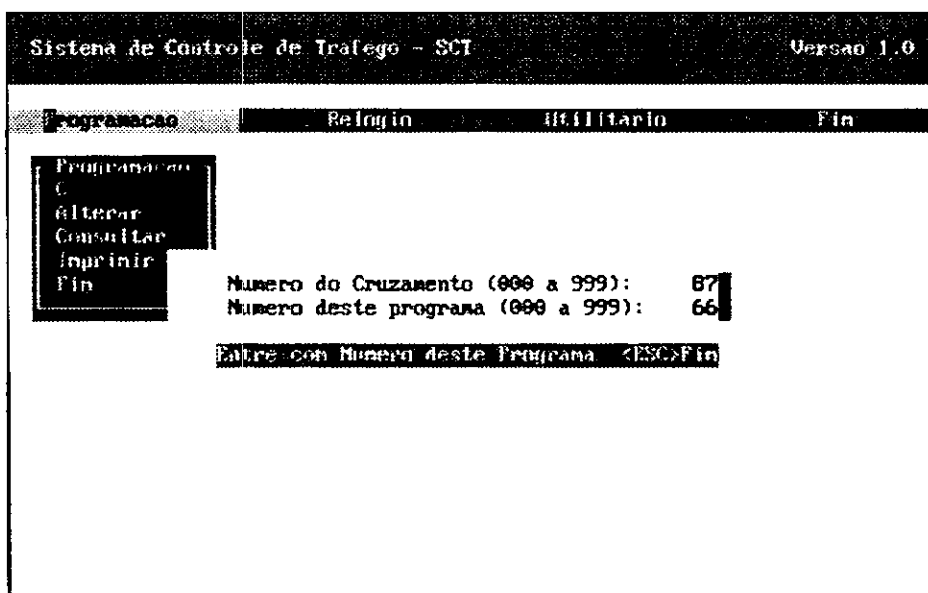 Sistema de Controle de Trafego - SCT Versao 1.0
Programacao Relogio Utilitario Fim
Programacao
C
Alterar
Consultar
Imprimir
Fim
Numero do Cruzamento (000 a 999): 87
Numero deste programa (000 a 999): 66
Entre com Numero deste Programa <ESC>Fim